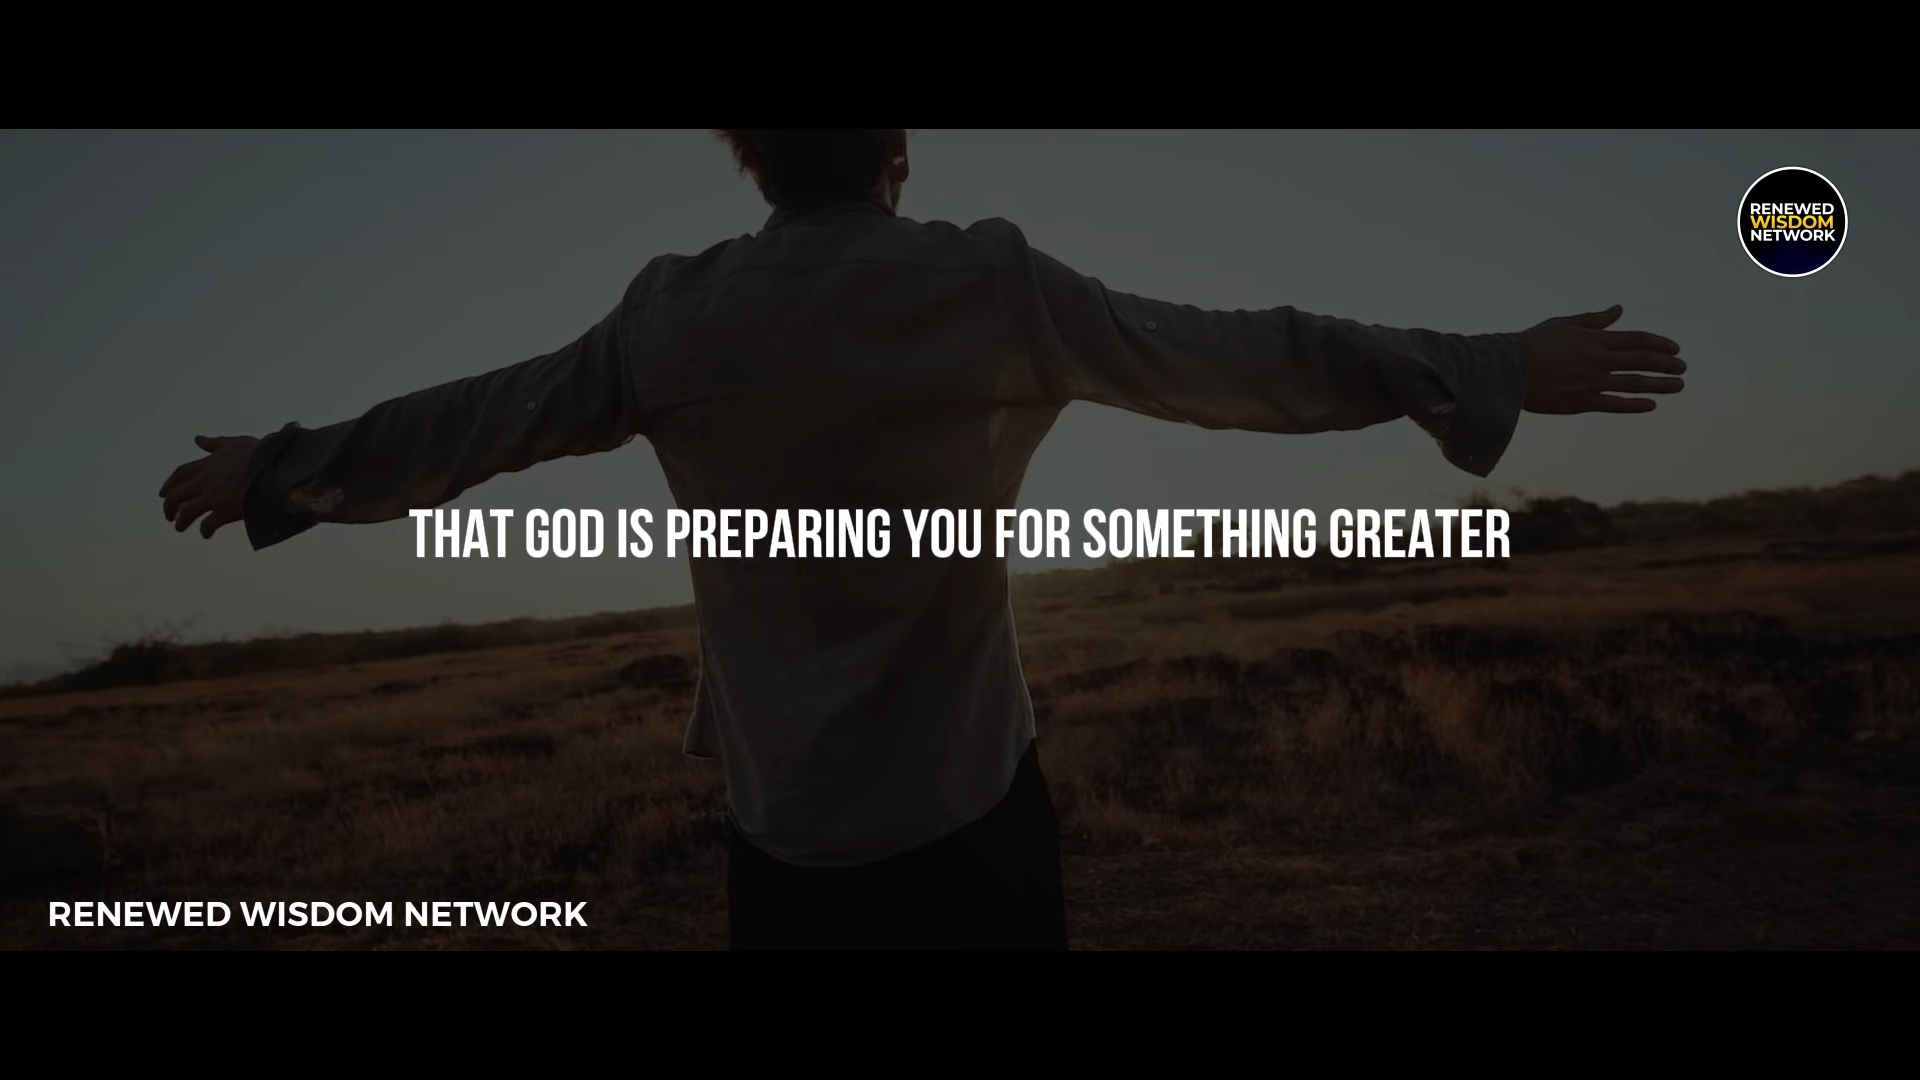 RENEWED
WISDOM
NETWORK
THAT GOD IS PREPARING YOU FOR SOMETHING GREATER
RENEWED WISDOM NETWORK